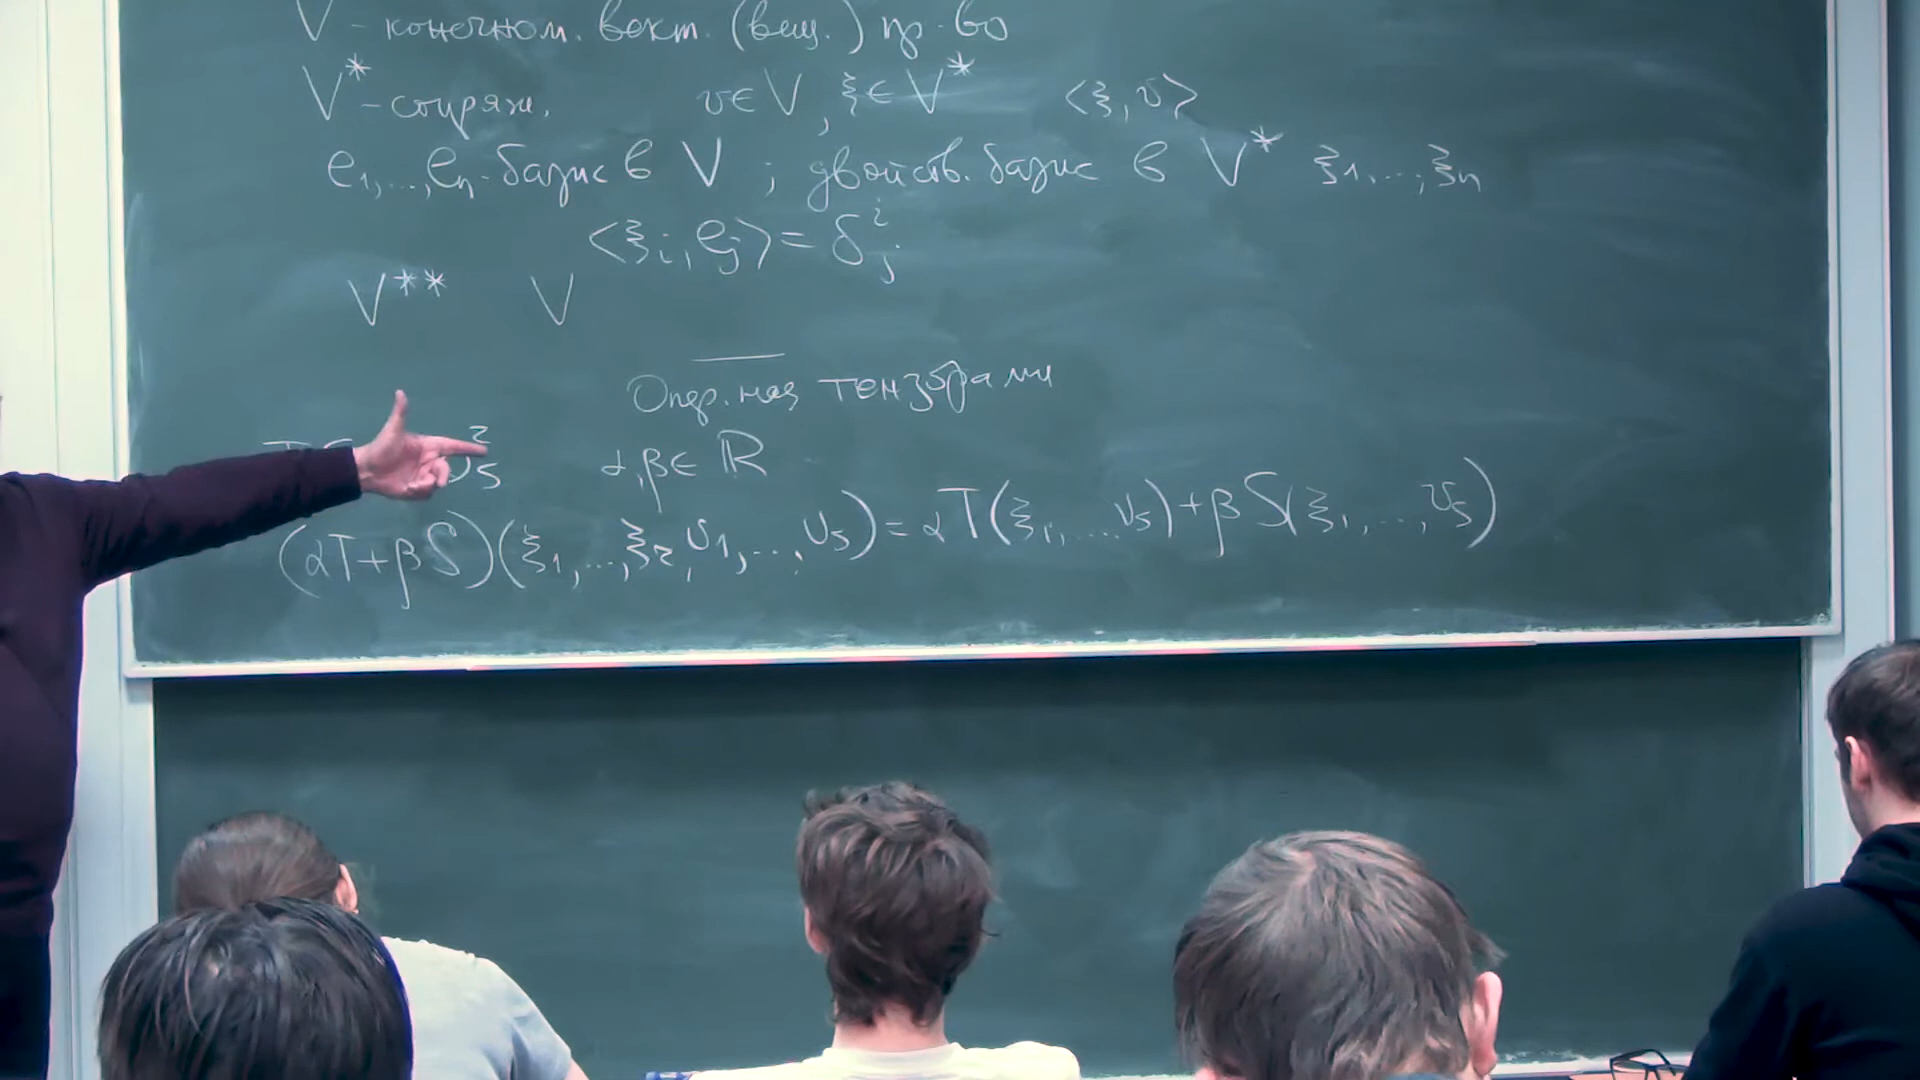 V - конечном. вект. (вещ.) пр-во
V* - сопряж. v ∈ V, ξ ∈ V* <ξ, v>
e₁,...,eₙ - базис в V ; двойств. базис в V* ξ₁,...,ξₙ
<ξᵢ, eⱼ> = δⁱⱼ
V** V
Опер. над тензорами
α, β ∈ ℝ
(αT+βS)(ξ₁,...,ξᵣ,v₁,...,vₛ) = αT(ξ₁,....vₛ)+βS(ξ₁,...,vₛ)